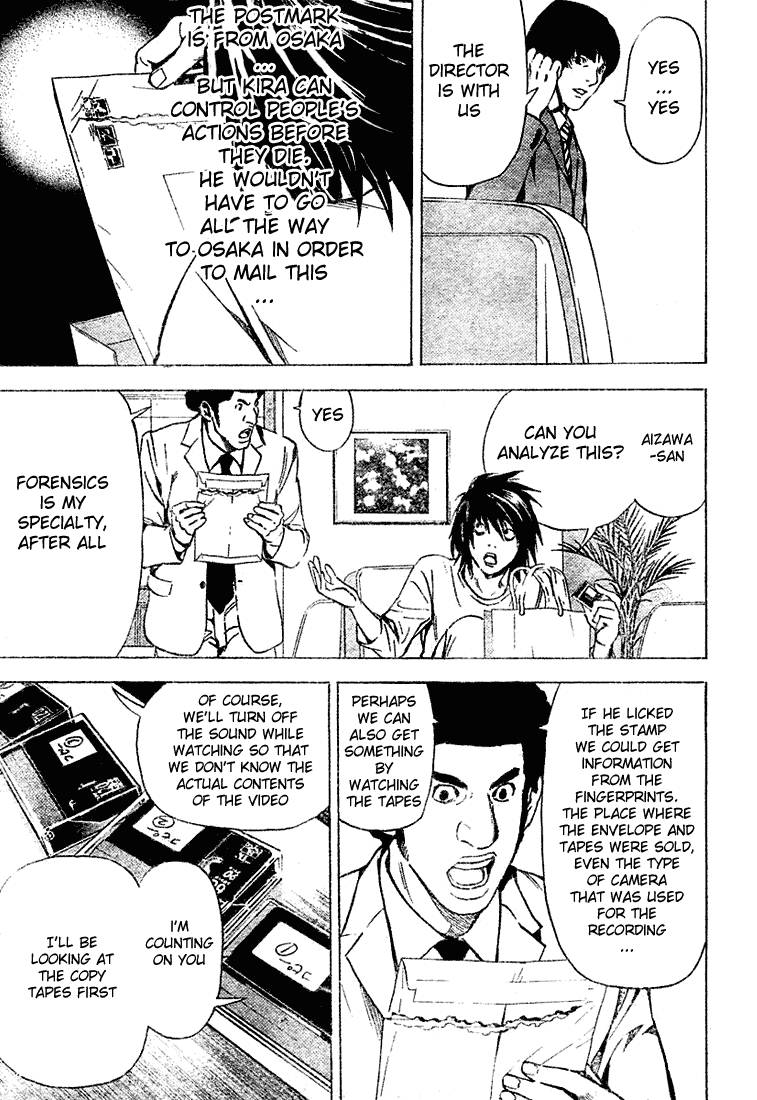 YES
...
YES
THE
DIRECTOR
IS WITH
US
THE POSTMARK
IS FROM OSAKA
...
BUT KIRA CAN
CONTROL PEOPLE'S
ACTIONS BEFORE
THEY DIE.
HE WOULDN'T
HAVE TO GO
ALL THE WAY
TO OSAKA IN ORDER
TO MAIL THIS
...
AIZAWA
-SAN
CAN YOU
ANALYZE THIS?
YES
FORENSICS
IS MY
SPECIALTY,
AFTER ALL
IF HE LICKED
THE STAMP
WE COULD GET
INFORMATION
FROM THE
FINGERPRINTS.
THE PLACE WHERE
THE ENVELOPE AND
TAPES WERE SOLD,
EVEN THE TYPE
OF CAMERA
THAT WAS USED
FOR THE
RECORDING
...
PERHAPS
WE CAN
ALSO GET
SOMETHING
BY
WATCHING
THE TAPES
OF COURSE,
WE'LL TURN OFF
THE SOUND WHILE
WATCHING SO THAT
WE DON'T KNOW THE
ACTUAL CONTENTS
OF THE VIDEO
I'M
COUNTING
ON YOU
I'LL BE
LOOKING AT
THE COPY
TAPES FIRST